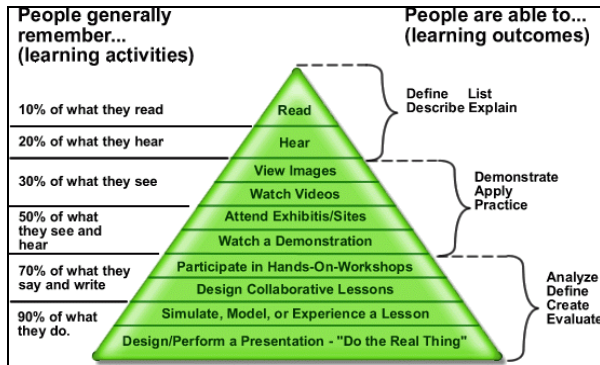 People generally
remember...
(learning activities)
People are able to...
(learning outcomes)
10% of what they read
20% of what they hear
30% of what they see
50% of what
they see and
hear
70% of what they
say and write
90% of what
they do.
Read
Hear
View Images
Watch Videos
Attend Exhibitis/Sites
Watch a Demonstration
Participate in Hands-On-Workshops
Design Collaborative Lessons
Simulate, Model, or Experience a Lesson
Design/Perform a Presentation - "Do the Real Thing"
Define List
Describe Explain
Demonstrate
Apply
Practice
Analyze
Define
Create
Evaluate